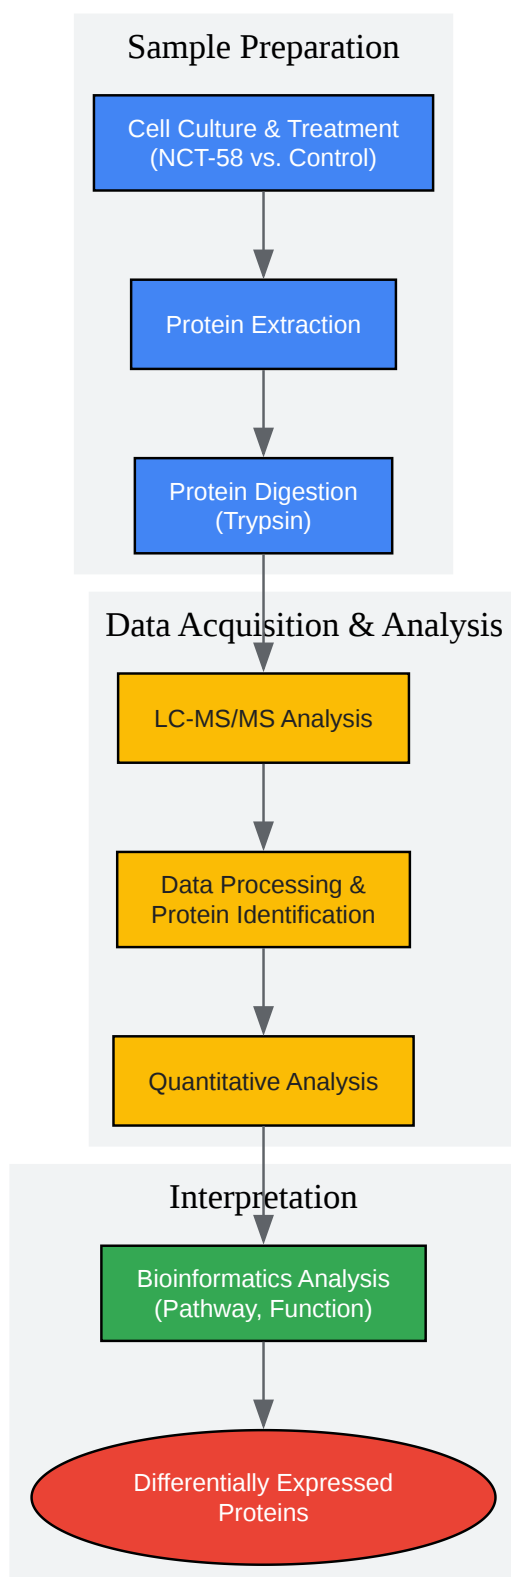 Sample Preparation
Cell Culture & Treatment
(NCT-58 vs. Control)
Protein Extraction
Protein Digestion
(Trypsin)
Data Acquisition & Analysis
LC-MS/MS Analysis
Data Processing &
Protein Identification
Quantitative Analysis
Interpretation
Bioinformatics Analysis
(Pathway, Function)
Differentially Expressed
Proteins